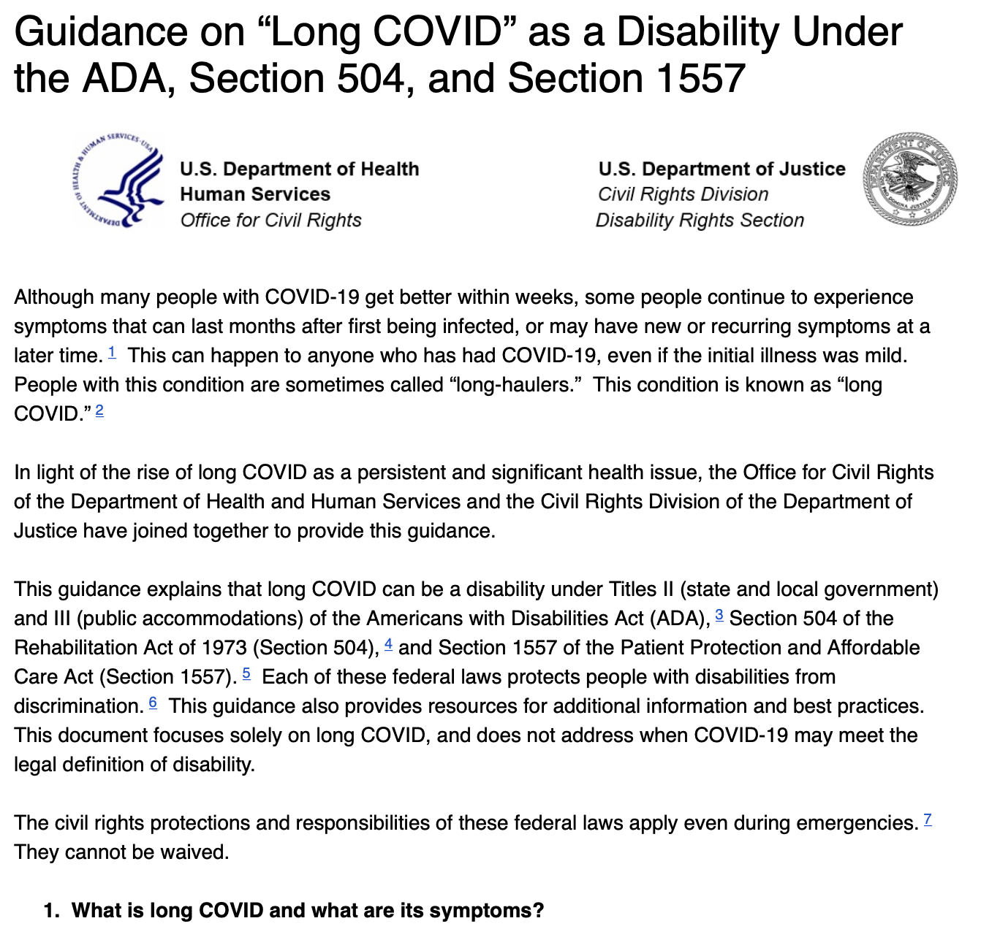 Guidance on “Long COVID” as a Disability Under
the ADA, Section 504, and Section 1557
DEPARTMENT OF HEALTH & HUMAN SERVICES·USA
U.S. Department of Health
Human Services
Office for Civil Rights
U.S. Department of Justice
Civil Rights Division
Disability Rights Section
DEPARTMENT OF JUSTICE
QUI PRO DOMINA JUSTITIA SEQUITUR
Although many people with COVID-19 get better within weeks, some people continue to experience
symptoms that can last months after first being infected, or may have new or recurring symptoms at a
later time. 1 This can happen to anyone who has had COVID-19, even if the initial illness was mild.
People with this condition are sometimes called “long-haulers.” This condition is known as “long
COVID.” 2
In light of the rise of long COVID as a persistent and significant health issue, the Office for Civil Rights
of the Department of Health and Human Services and the Civil Rights Division of the Department of
Justice have joined together to provide this guidance.
This guidance explains that long COVID can be a disability under Titles II (state and local government)
and III (public accommodations) of the Americans with Disabilities Act (ADA), 3 Section 504 of the
Rehabilitation Act of 1973 (Section 504), 4 and Section 1557 of the Patient Protection and Affordable
Care Act (Section 1557). 5 Each of these federal laws protects people with disabilities from
discrimination. 6 This guidance also provides resources for additional information and best practices.
This document focuses solely on long COVID, and does not address when COVID-19 may meet the
legal definition of disability.
The civil rights protections and responsibilities of these federal laws apply even during emergencies. 7
They cannot be waived.
1. What is long COVID and what are its symptoms?